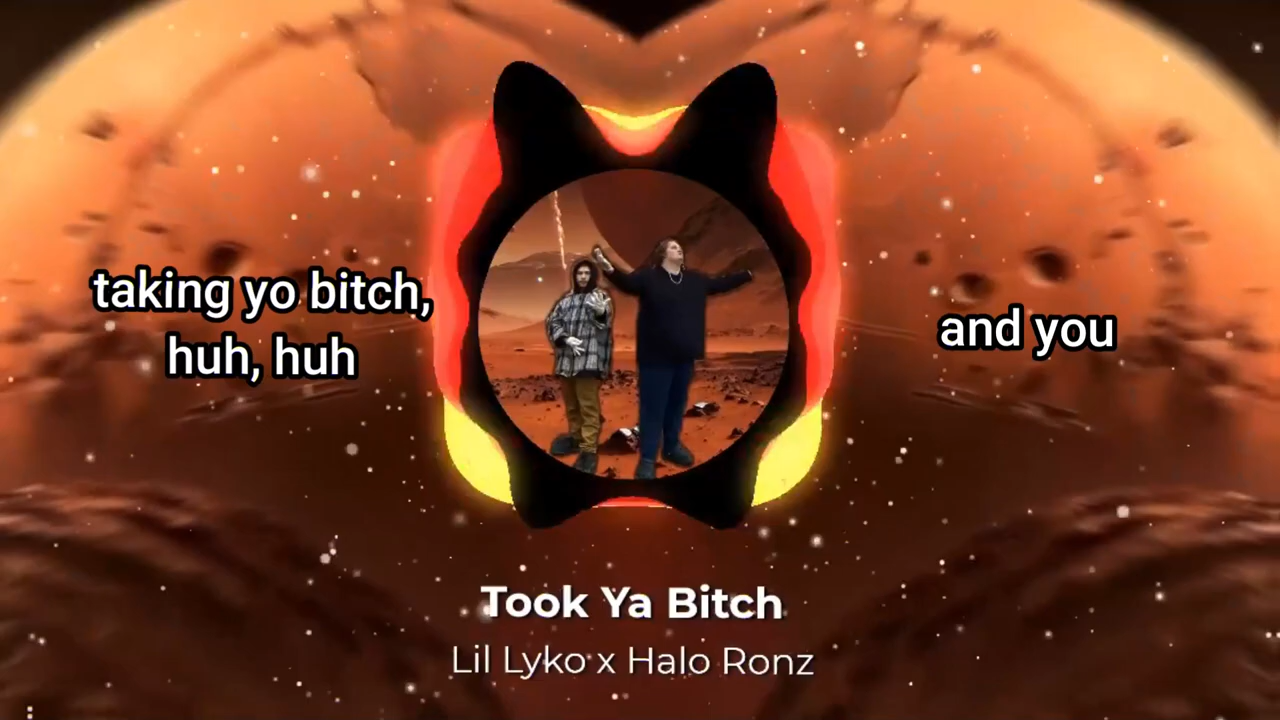 taking yo bitch,
huh, huh
and you
Took Ya Bitch
Lil Lyko x Halo Ronz